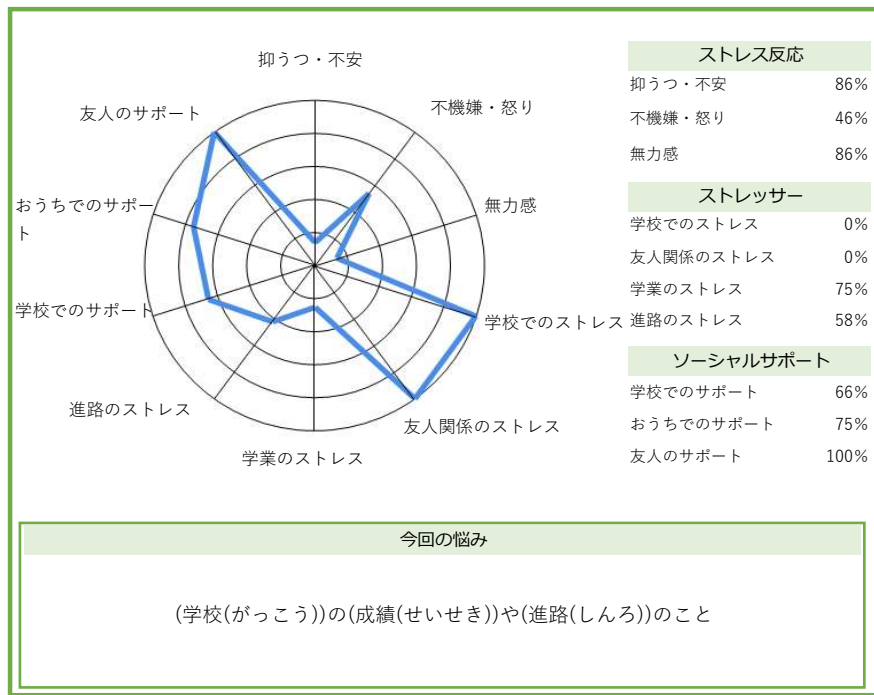 抑うつ・不安
不機嫌・怒り
無力感
学校でのストレス
友人関係のストレス
学業のストレス
進路のストレス
学校でのサポート
おうちでのサポー
ト
友人のサポート
ストレス反応
抑うつ・不安 86%
不機嫌・怒り 46%
無力感 86%
ストレッサー
学校でのストレス 0%
友人関係のストレス 0%
学業のストレス 75%
進路のストレス 58%
ソーシャルサポート
学校でのサポート 66%
おうちでのサポート 75%
友人のサポート 100%
今回の悩み
(学校(がっこう))の(成績(せいせき))や(進路(しんろ))のこと